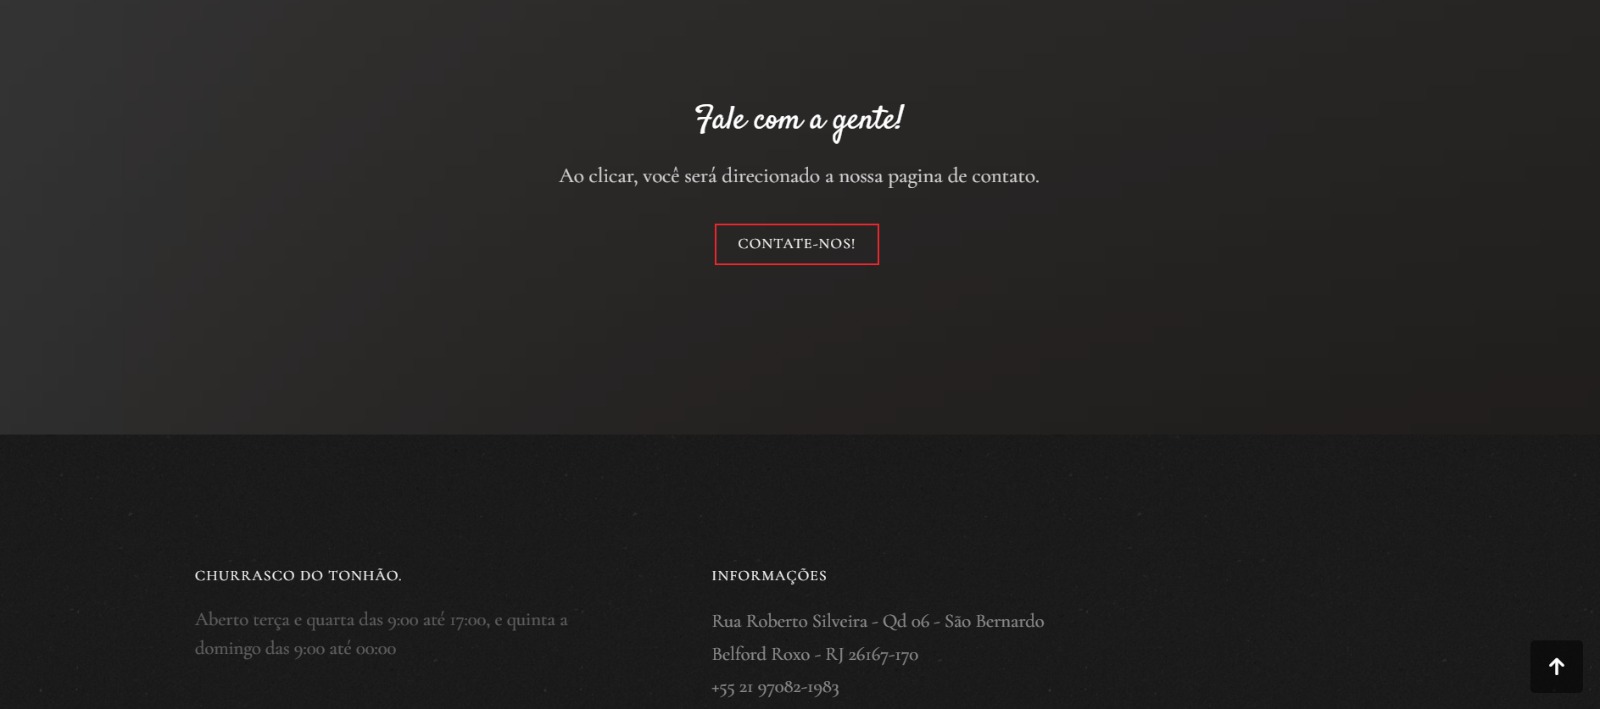 Fale com a gente!
Ao clicar, você será direcionado a nossa pagina de contato.
CONTATE-NOS!
CHURRASCO DO TONHÃO.
Aberto terça e quarta das 9:00 até 17:00, e quinta a
domingo das 9:00 até 00:00
INFORMAÇÕES
Rua Roberto Silveira - Qd 06 - São Bernardo
Belford Roxo - RJ 26167-170
+55 21 97082-1983